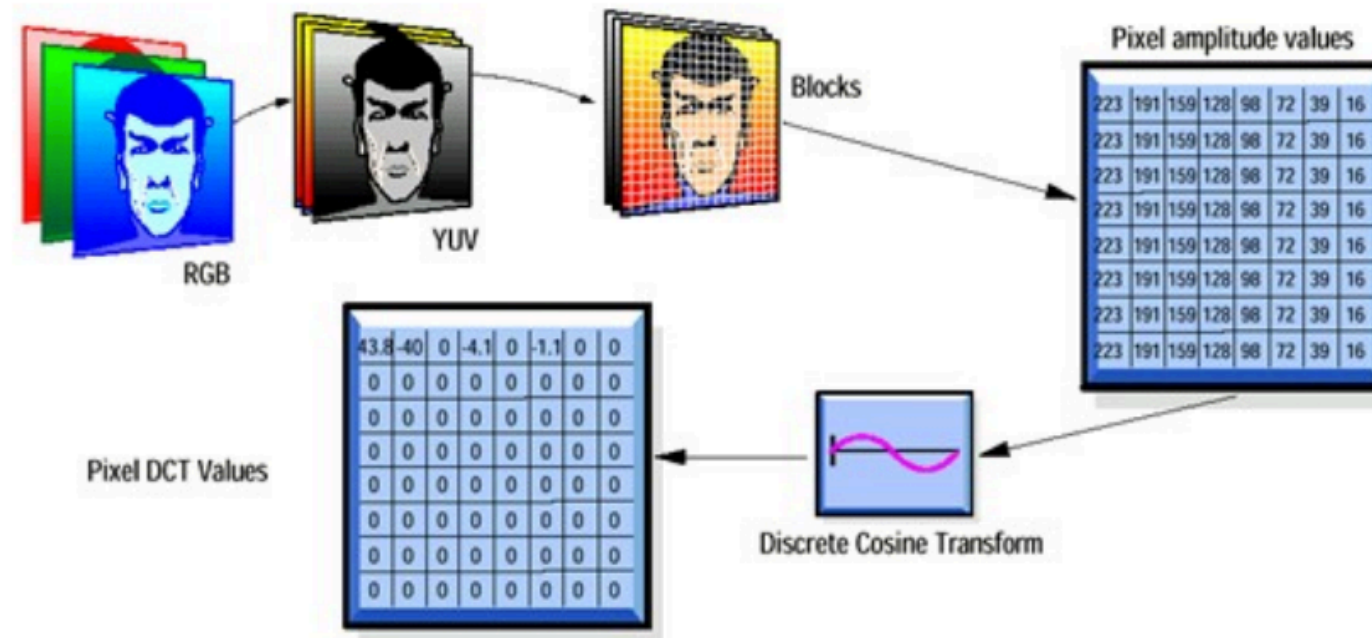 RGB
YUV
Blocks
Pixel amplitude values
223 191 159 128 98 72 39 16
223 191 159 128 98 72 39 16
223 191 159 128 98 72 39 16
223 191 159 128 98 72 39 16
223 191 159 128 98 72 39 16
223 191 159 128 98 72 39 16
223 191 159 128 98 72 39 16
223 191 159 128 98 72 39 16
Discrete Cosine Transform
Pixel DCT Values
43.8 -40 0 -4.1 0 -1.1 0 0
0 0 0 0 0 0 0 0
0 0 0 0 0 0 0 0
0 0 0 0 0 0 0 0
0 0 0 0 0 0 0 0
0 0 0 0 0 0 0 0
0 0 0 0 0 0 0 0
0 0 0 0 0 0 0 0